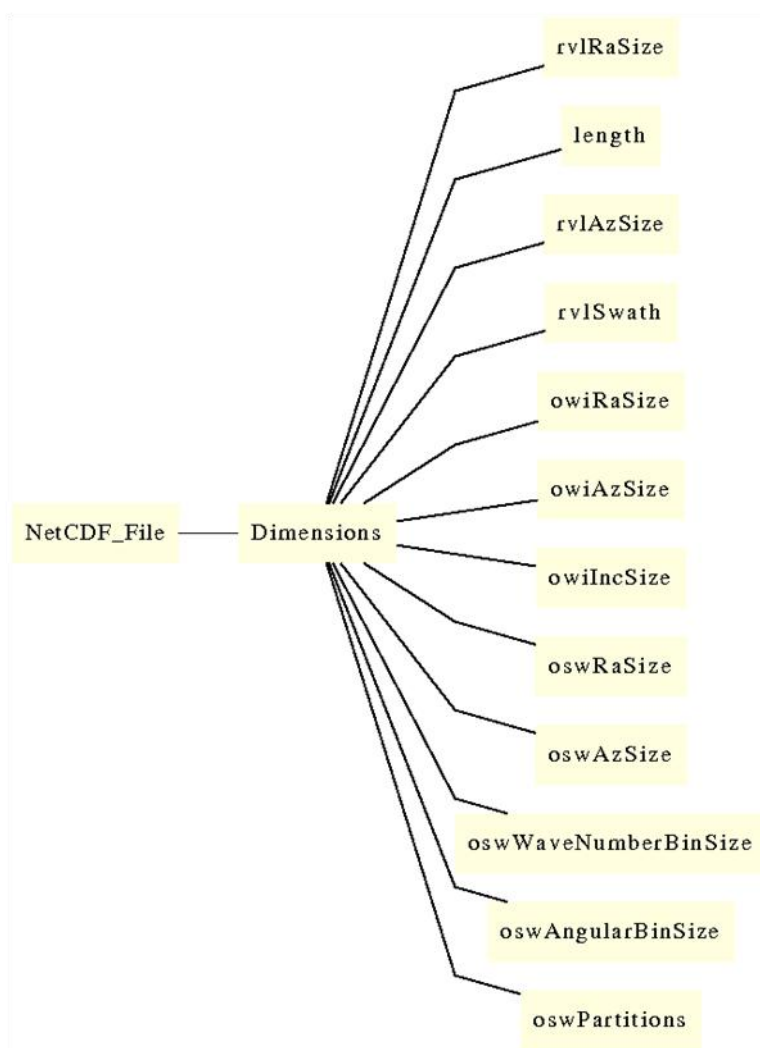 rvlRaSize
length
rvlAzSize
rvlSwath
owiRaSize
owiAzSize
NetCDF_File
Dimensions
owiIncSize
oswRaSize
oswAzSize
oswWaveNumberBinSize
oswAngularBinSize
oswPartitions